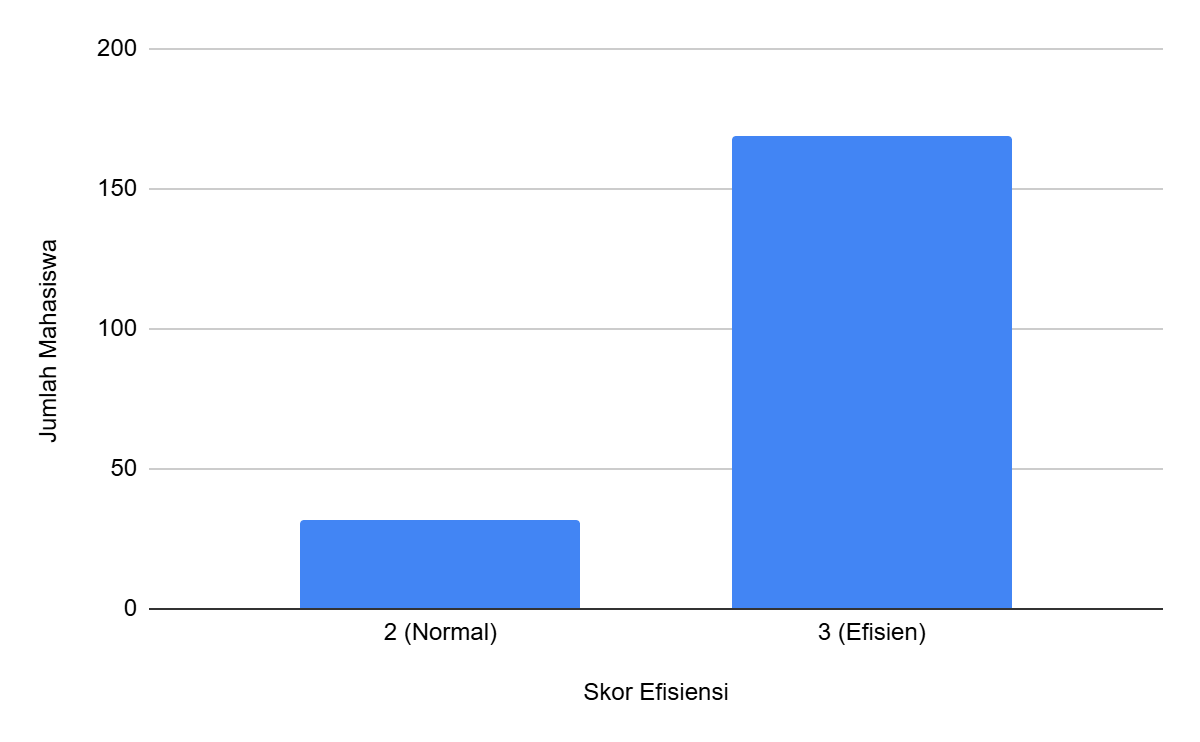 200
150
100
50
0
Jumlah Mahasiswa
2 (Normal)
3 (Efisien)
Skor Efisiensi